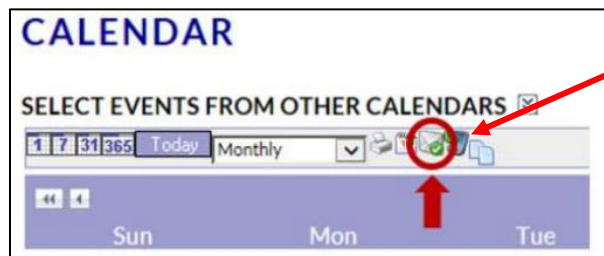 CALENDAR
SELECT EVENTS FROM OTHER CALENDARS
1 7 31 365 Today Monthly
Sun Mon Tue